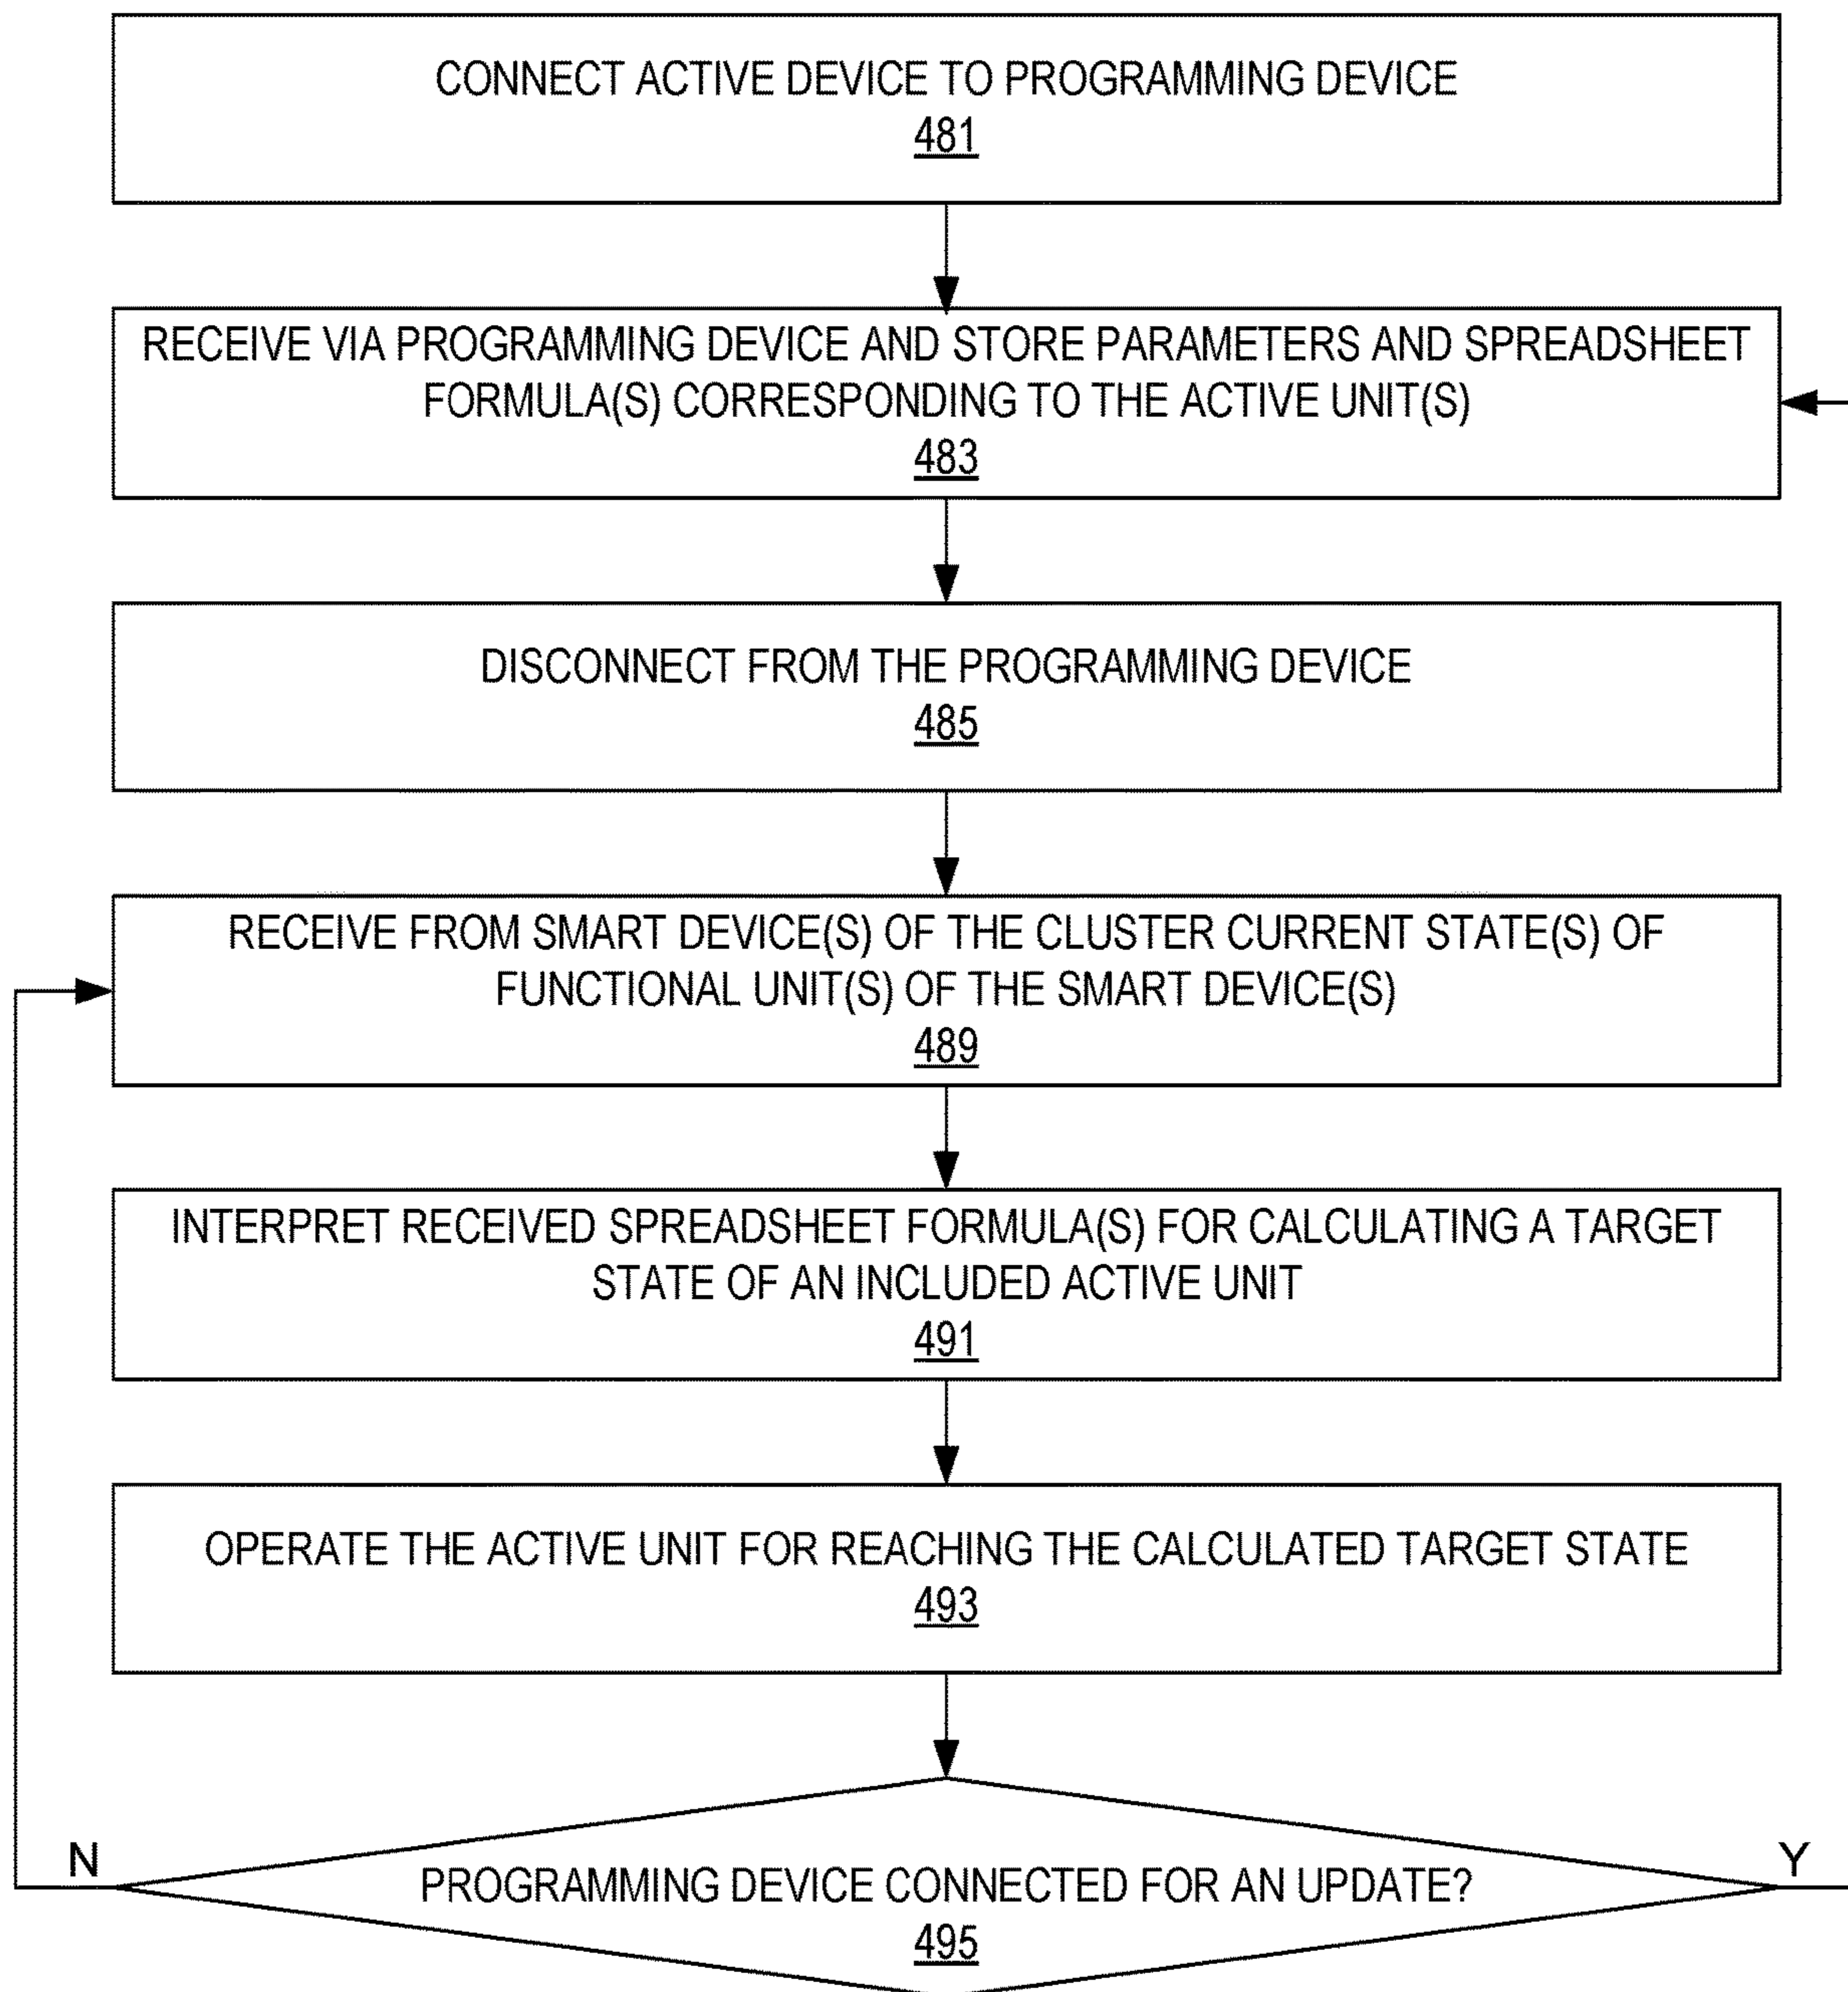 CONNECT ACTIVE DEVICE TO PROGRAMMING DEVICE
481
RECEIVE VIA PROGRAMMING DEVICE AND STORE PARAMETERS AND SPREADSHEET
FORMULA(S) CORRESPONDING TO THE ACTIVE UNIT(S)
483
DISCONNECT FROM THE PROGRAMMING DEVICE
485
RECEIVE FROM SMART DEVICE(S) OF THE CLUSTER CURRENT STATE(S) OF
FUNCTIONAL UNIT(S) OF THE SMART DEVICE(S)
489
INTERPRET RECEIVED SPREADSHEET FORMULA(S) FOR CALCULATING A TARGET
STATE OF AN INCLUDED ACTIVE UNIT
491
OPERATE THE ACTIVE UNIT FOR REACHING THE CALCULATED TARGET STATE
493
N
Y
PROGRAMMING DEVICE CONNECTED FOR AN UPDATE?
495